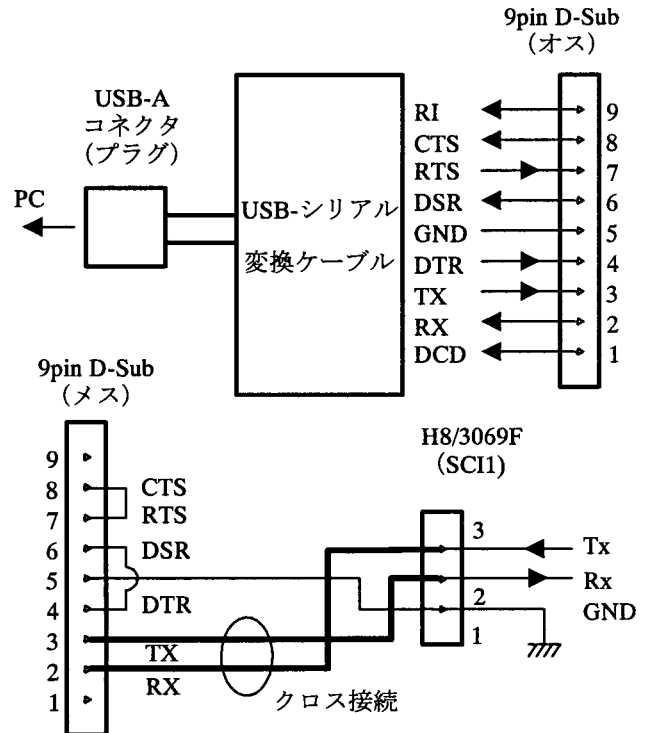 9pin D-Sub
(オス)
USB-A
コネクタ
(プラグ)
PC
USB-シリアル
変換ケーブル
RI
9
CTS
8
RTS
7
DSR
6
GND
5
DTR
4
TX
3
RX
2
DCD
1
9pin D-Sub
(メス)
9
8
CTS
7
RTS
6
DSR
5
4
DTR
3
TX
2
RX
1
クロス接続
H8/3069F
(SCI1)
3
Tx
Rx
2
GND
1